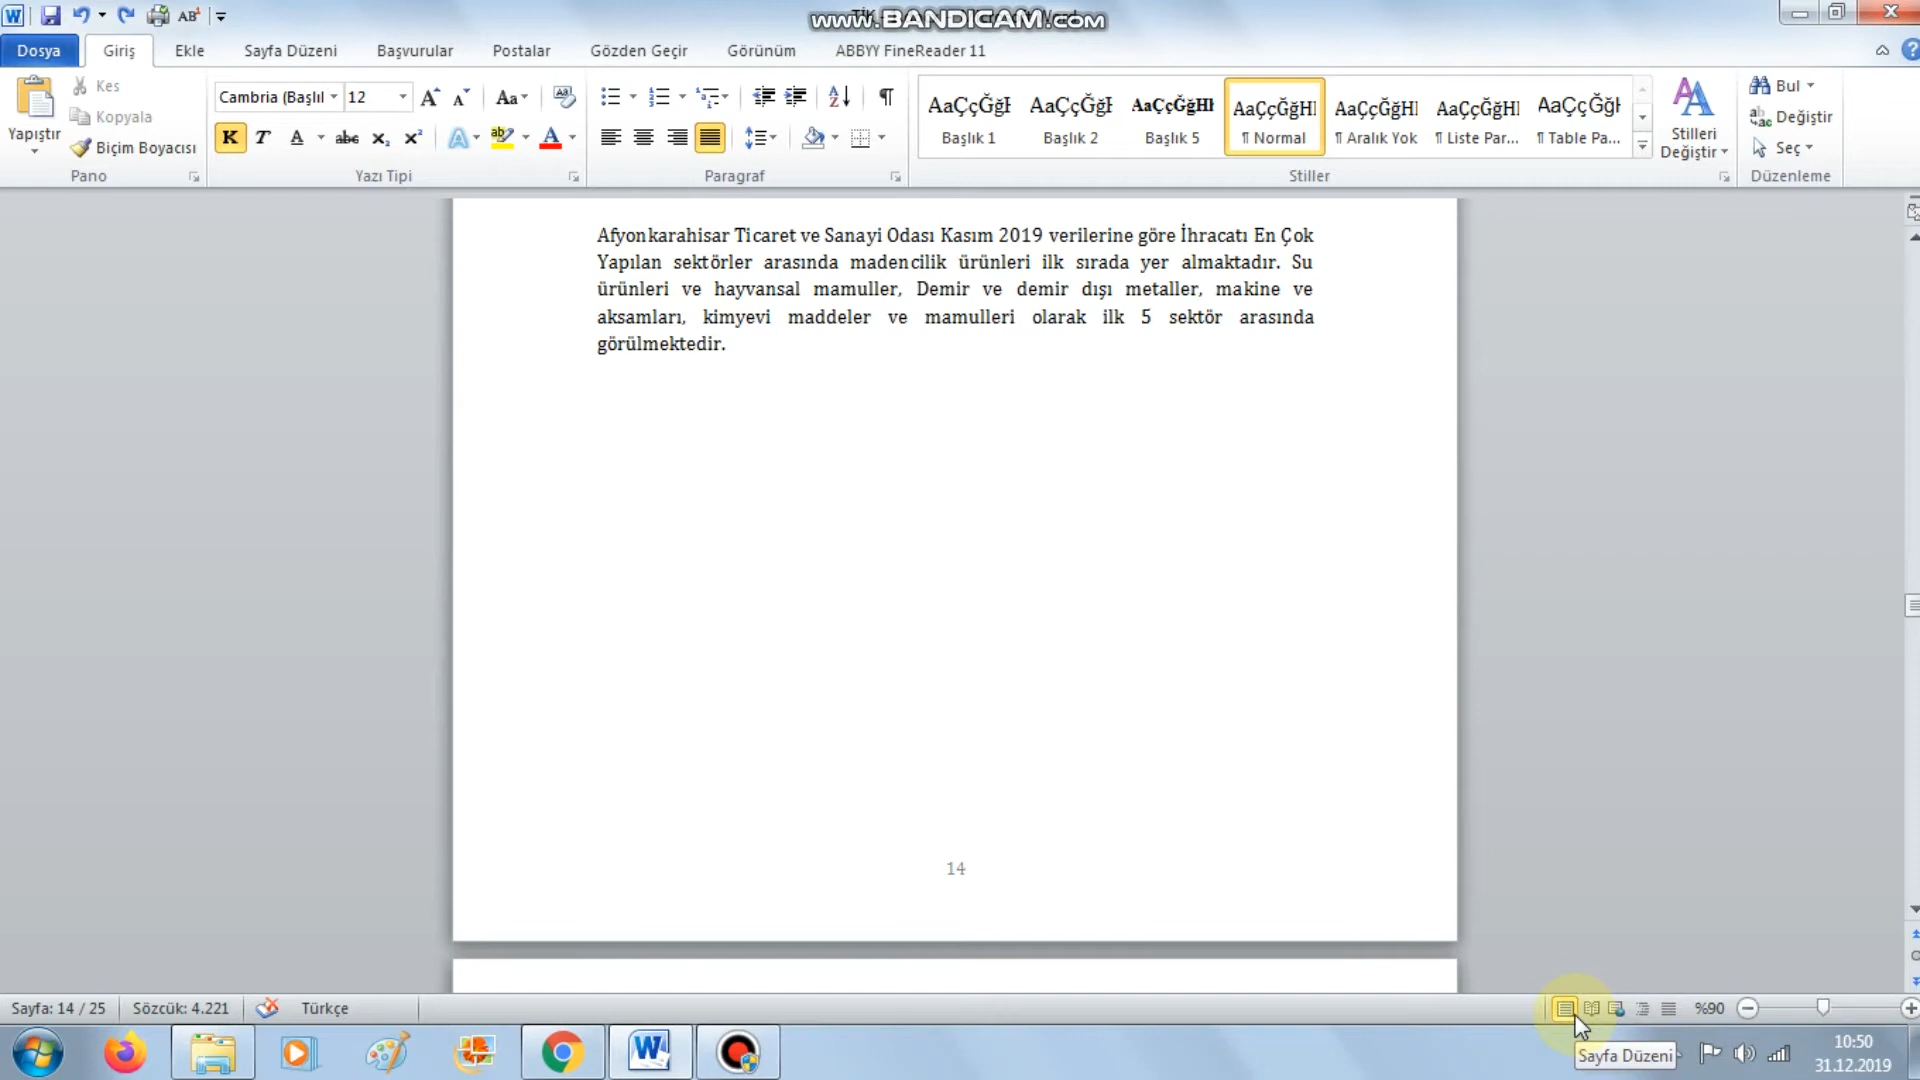 www.BANDICAM.com
Dosya Giriş Ekle Sayfa Düzeni Başvurular Postalar Gözden Geçir Görünüm ABBYY FineReader 11
Yapıştır
Kes
Kopyala
Biçim Boyacısı
Pano
Cambria (Başlıl 12
Yazı Tipi
Paragraf
AaÇçĞğI AaÇçĞğI AaÇçĞğHI AaÇçĞğHI AaÇçĞğHI AaÇçĞğHI AaÇçĞğI
Başlık 1 Başlık 2 Başlık 5 ¶ Normal ¶ Aralık Yok ¶ Liste Par... ¶ Table Pa...
Stiller
Stilleri
Değiştir
Bul
Değiştir
Seç
Düzenleme
Afyonkarahisar Ticaret ve Sanayi Odası Kasım 2019 verilerine göre İhracatı En Çok
Yapılan sektörler arasında madencilik ürünleri ilk sırada yer almaktadır. Su
ürünleri ve hayvansal mamuller, Demir ve demir dışı metaller, makine ve
aksamları, kimyevi maddeler ve mamulleri olarak ilk 5 sektör arasında
görülmektedir.
14
Sayfa: 14 / 25 Sözcük: 4.221 Türkçe %90
Sayfa Düzeni
10:50
31.12.2019